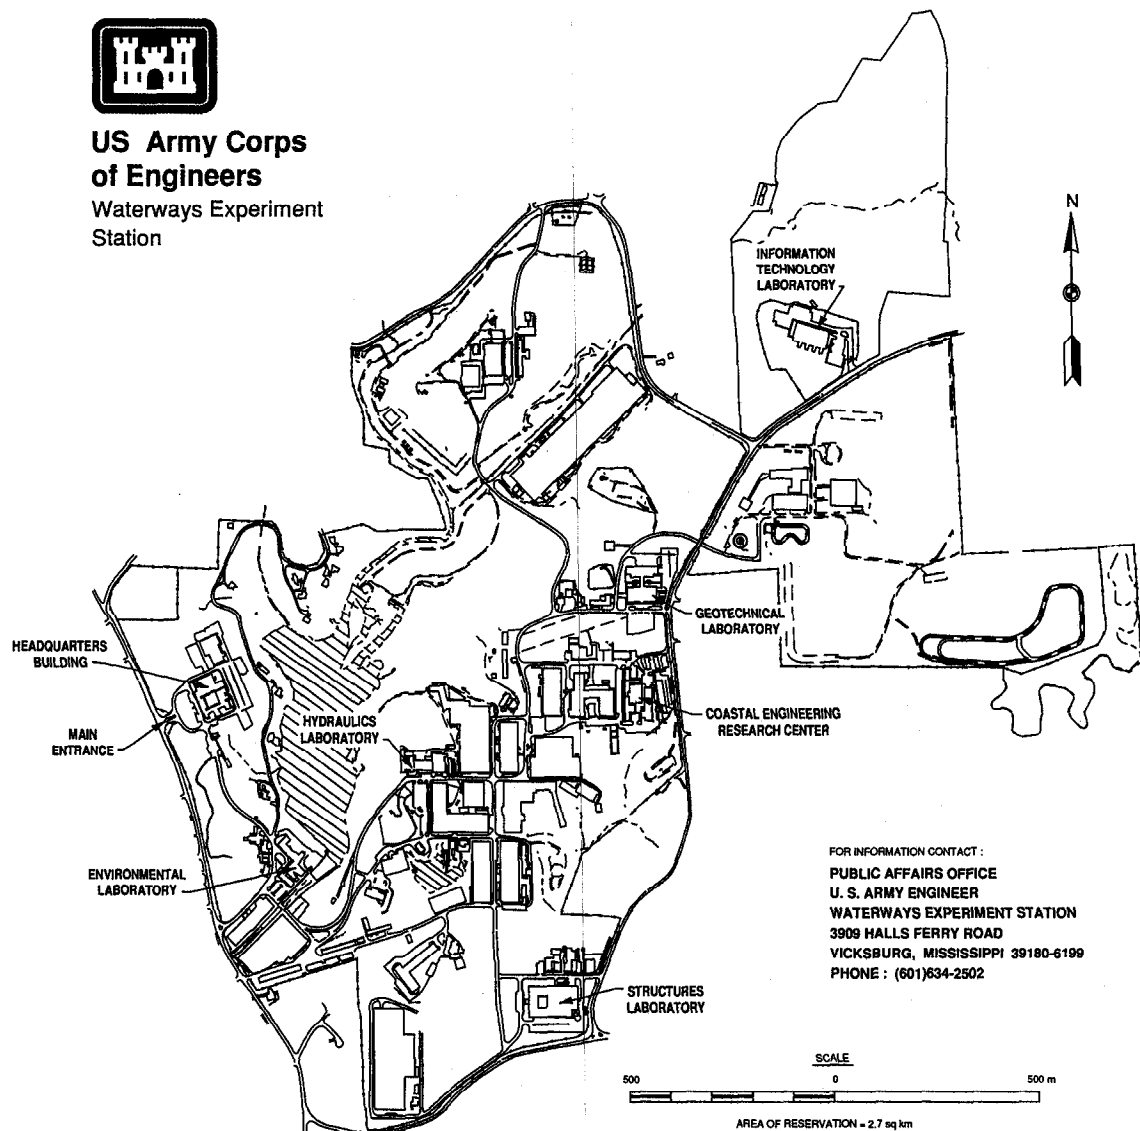 US Army Corps
of Engineers
Waterways Experiment
Station
N
INFORMATION
TECHNOLOGY
LABORATORY
GEOTECHNICAL
LABORATORY
HEADQUARTERS
BUILDING
MAIN
ENTRANCE
HYDRAULICS
LABORATORY
COASTAL ENGINEERING
RESEARCH CENTER
ENVIRONMENTAL
LABORATORY
STRUCTURES
LABORATORY
FOR INFORMATION CONTACT :
PUBLIC AFFAIRS OFFICE
U. S. ARMY ENGINEER
WATERWAYS EXPERIMENT STATION
3909 HALLS FERRY ROAD
VICKSBURG, MISSISSIPPI 39180-6199
PHONE : (601)634-2502
SCALE
500 0 500 m
AREA OF RESERVATION = 2.7 sq km